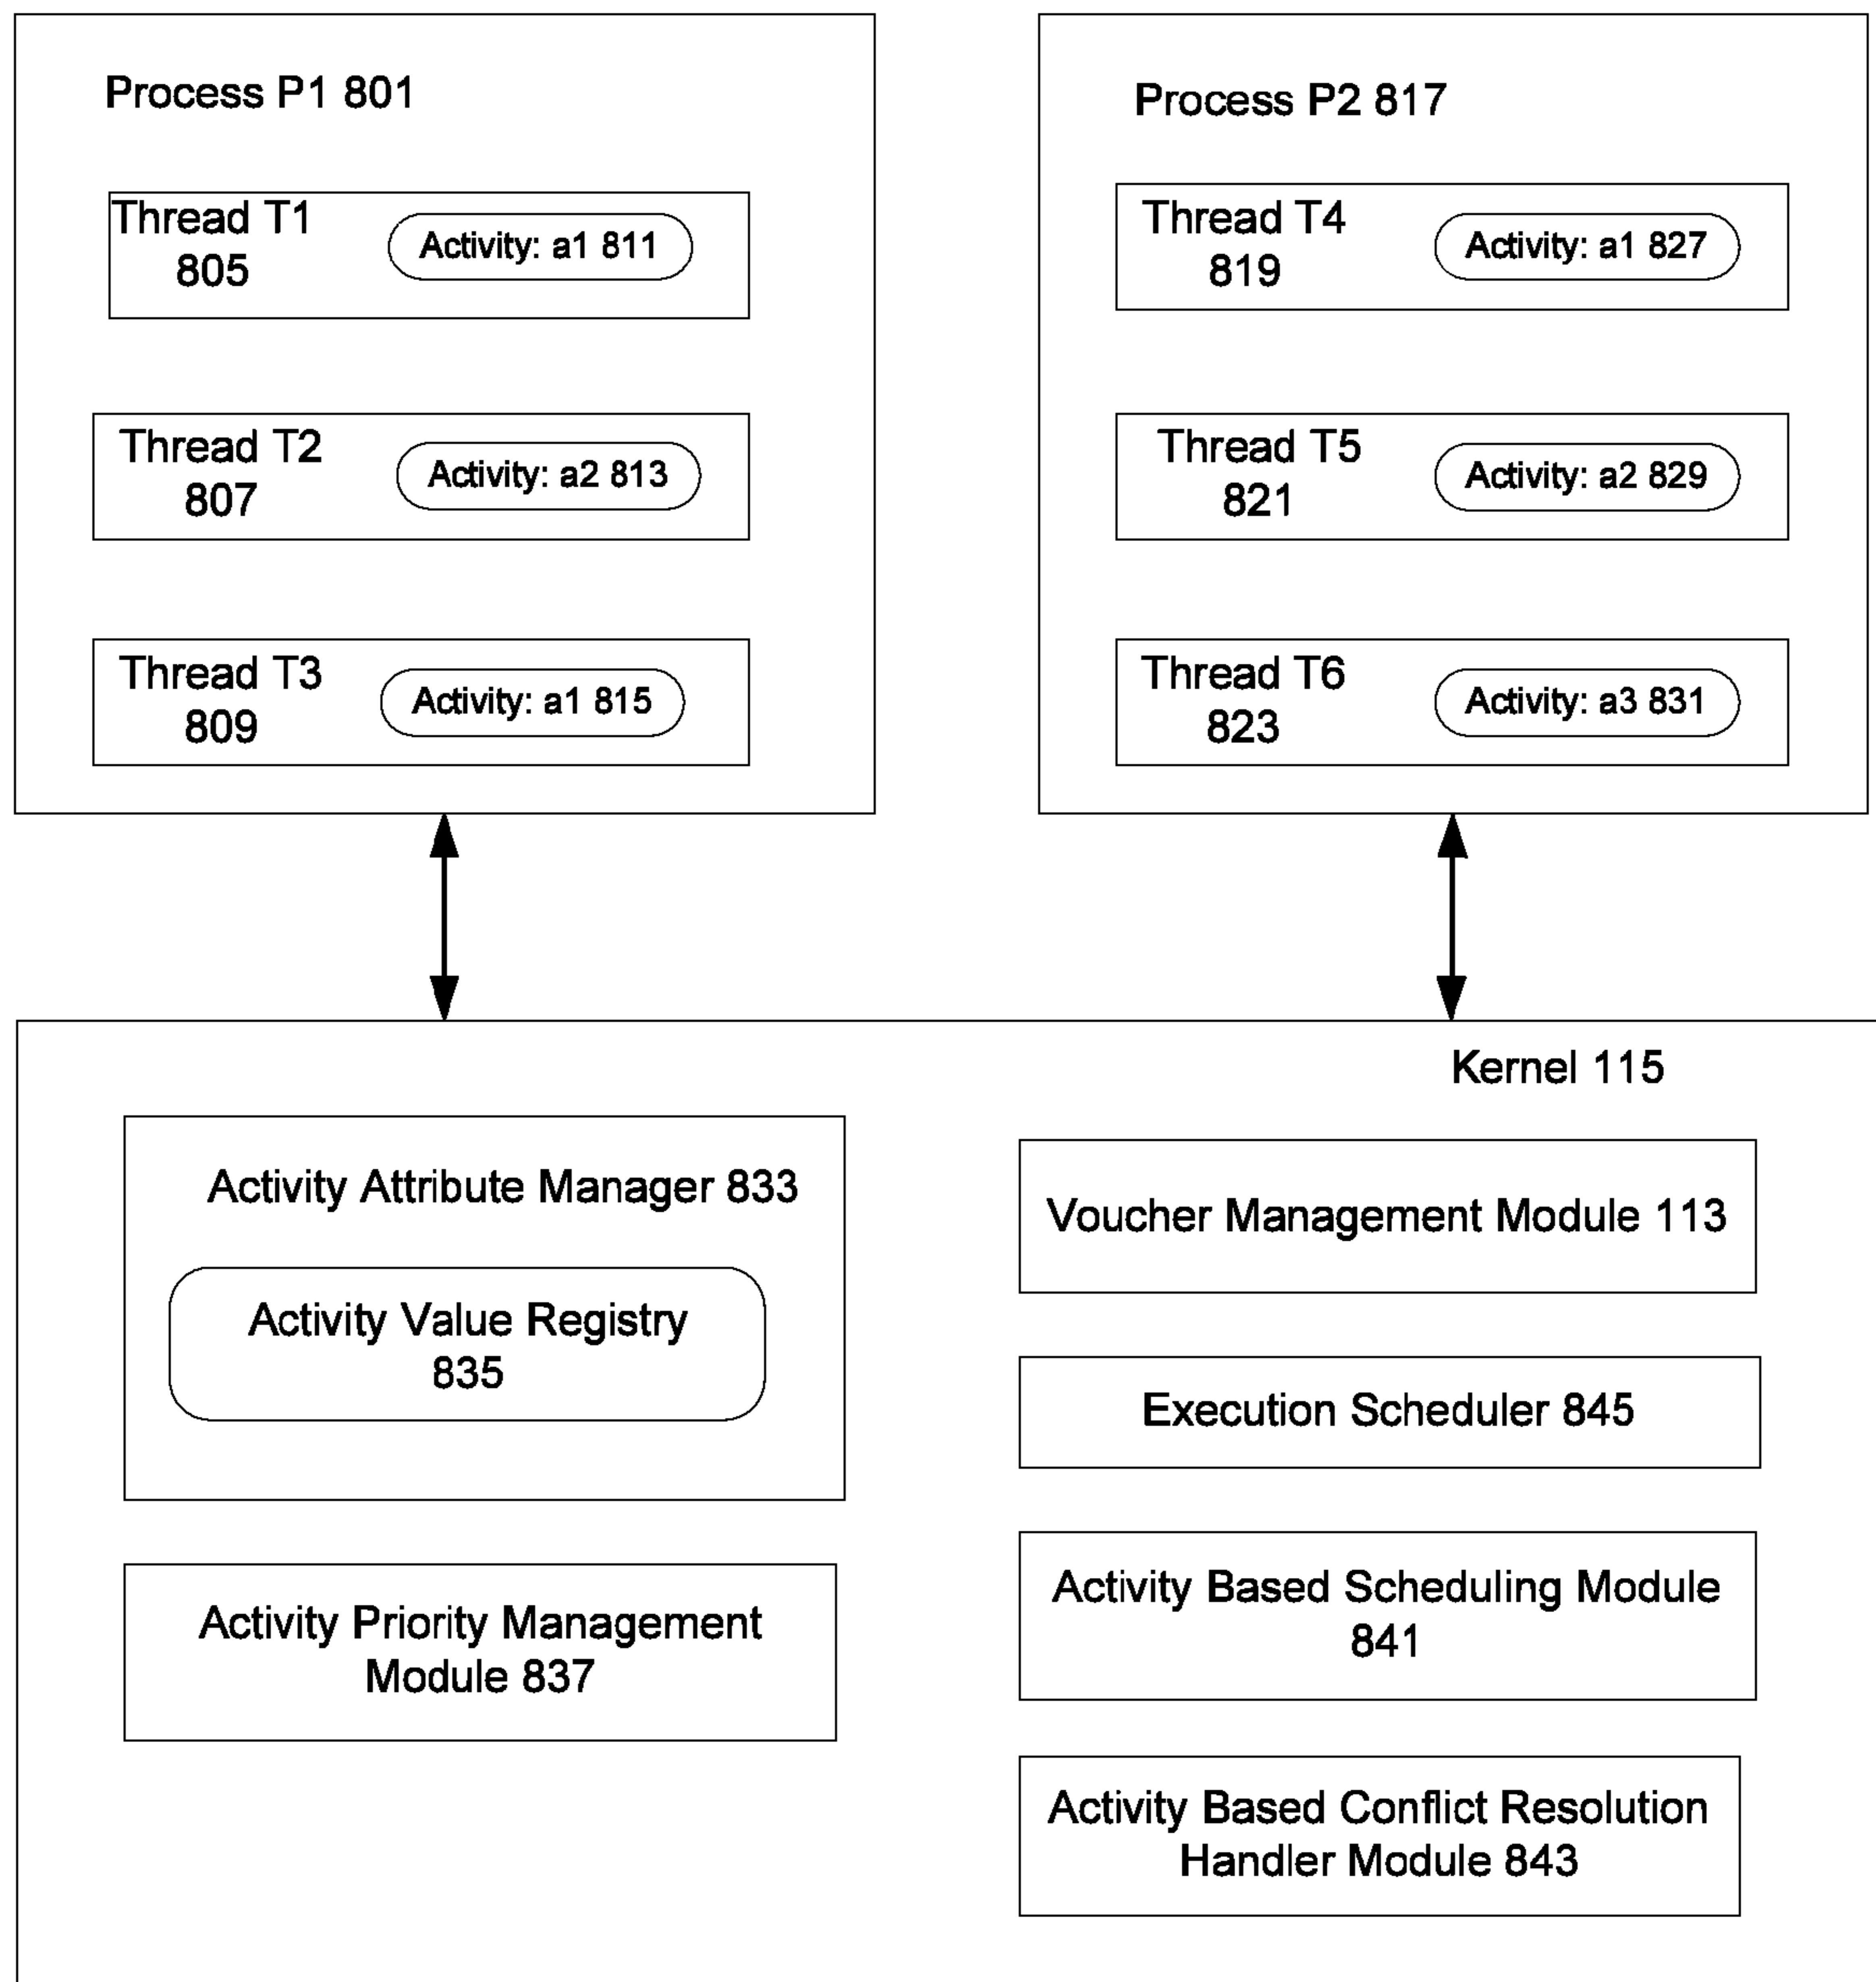 Process P1 801
Thread T1
805
Activity: a1 811
Thread T2
807
Activity: a2 813
Thread T3
809
Activity: a1 815
Process P2 817
Thread T4
819
Activity: a1 827
Thread T5
821
Activity: a2 829
Thread T6
823
Activity: a3 831
Kernel 115
Activity Attribute Manager 833
Activity Value Registry
835
Activity Priority Management
Module 837
Voucher Management Module 113
Execution Scheduler 845
Activity Based Scheduling Module
841
Activity Based Conflict Resolution
Handler Module 843